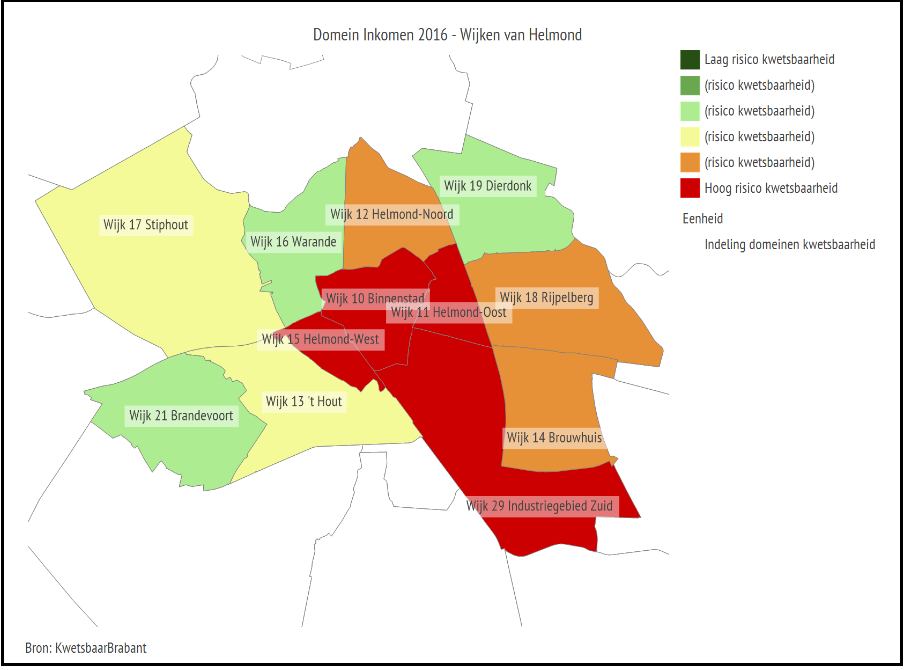 Domein Inkomen 2016 - Wijken van Helmond
Laag risico kwetsbaarheid
(risico kwetsbaarheid)
(risico kwetsbaarheid)
(risico kwetsbaarheid)
(risico kwetsbaarheid)
Hoog risico kwetsbaarheid
Eenheid
Indeling domeinen kwetsbaarheid
Wijk 19 Dierdonk
Wijk 12 Helmond-Noord
Wijk 17 Stiphout
Wijk 16 Warande
Wijk 10 Binnenstad
Wijk 18 Rijpelberg
Wijk 11 Helmond-Oost
Wijk 15 Helmond-West
Wijk 13 't Hout
Wijk 21 Brandevoort
Wijk 14 Brouwhuis
Wijk 29 Industriegebied Zuid
Bron: KwetsbaarBrabant